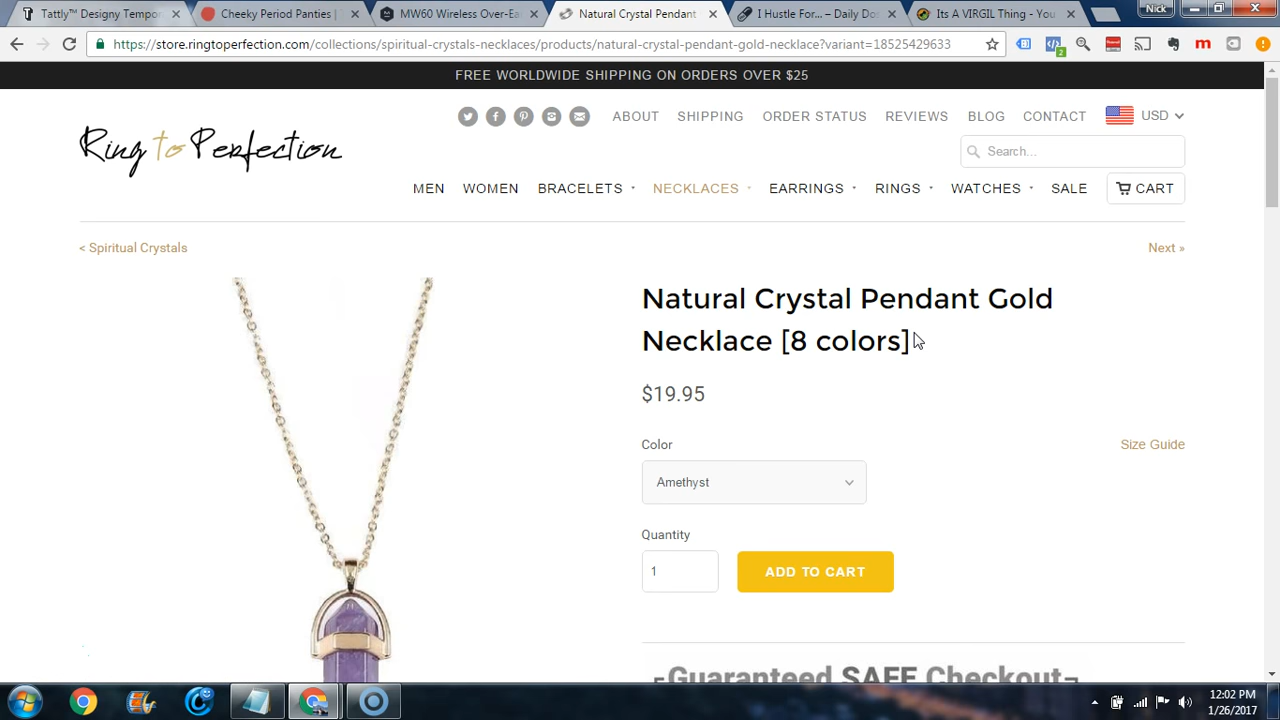 Tattly™ Designy Tempor
Cheeky Period Panties |
MW60 Wireless Over-Ea
Natural Crystal Pendant
I Hustle For... – Daily Do
Its A VIRGIL Thing - You
Nick
https://store.ringtoperfection.com/collections/spiritual-crystals-necklaces/products/natural-crystal-pendant-gold-necklace?variant=18525429633
2
m
FREE WORLDWIDE SHIPPING ON ORDERS OVER $25
ABOUT SHIPPING ORDER STATUS REVIEWS BLOG CONTACT USD
Ring to Perfection
Search...
MEN WOMEN BRACELETS NECKLACES EARRINGS RINGS WATCHES SALE CART
< Spiritual Crystals
Next »
Natural Crystal Pendant Gold
Necklace [8 colors]
$19.95
Color
Size Guide
Amethyst
Quantity
1
ADD TO CART
Guaranteed SAFE Checkout
12:02 PM
1/26/2017